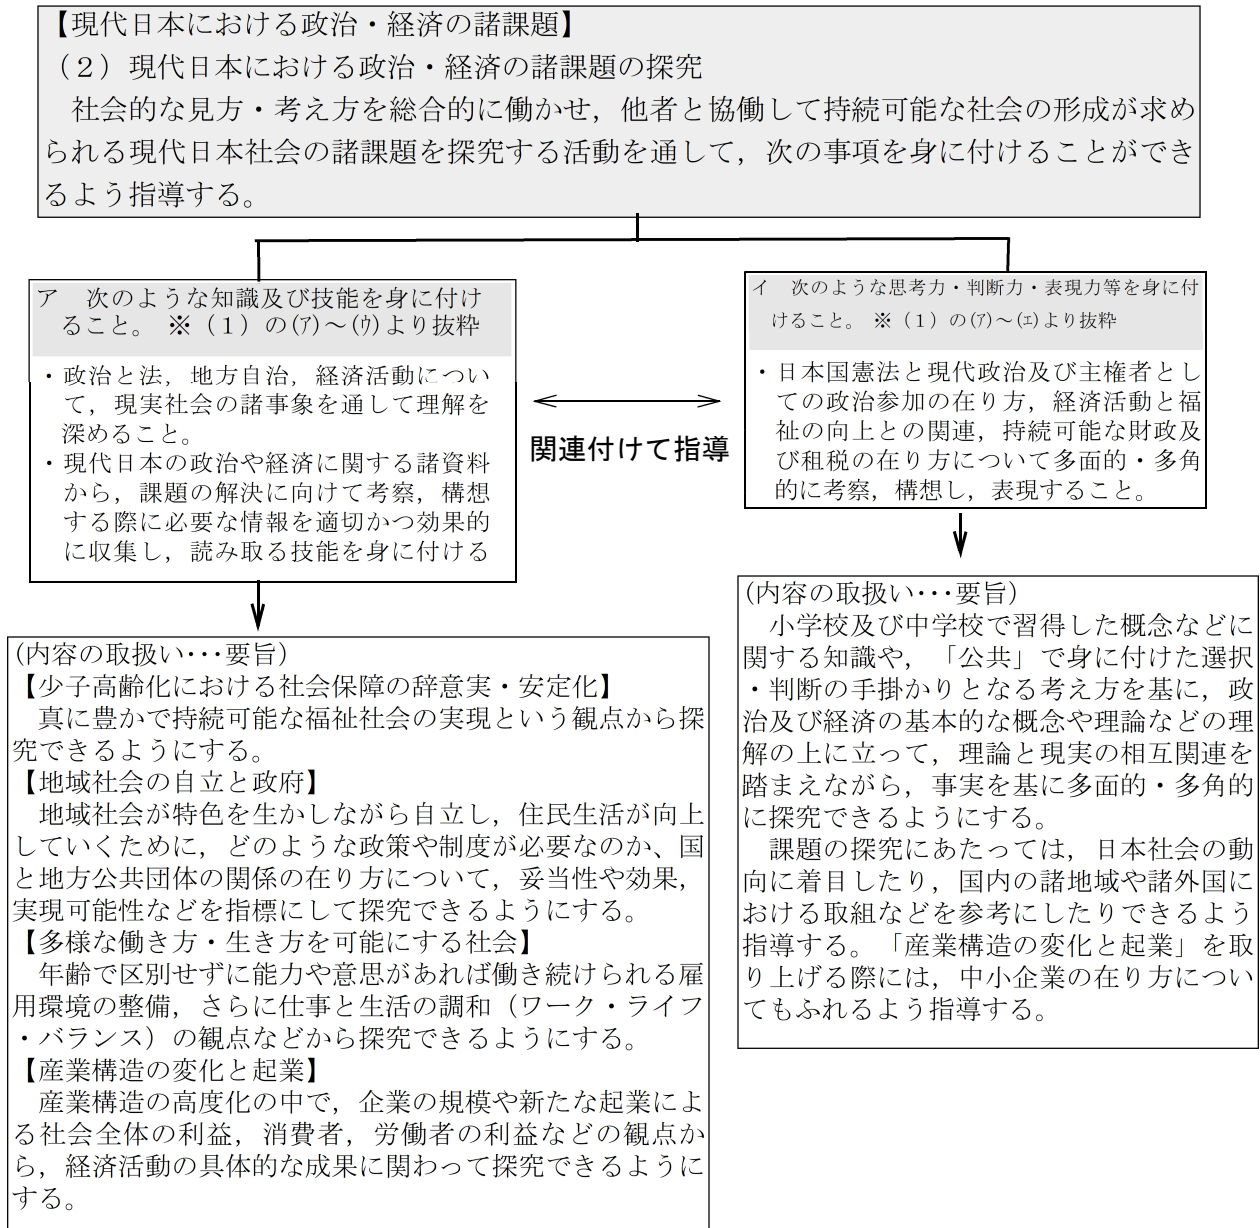 【現代日本における政治・経済の諸課題】
（２）現代日本における政治・経済の諸課題の探究
　社会的な見方・考え方を総合的に働かせ，他者と協働して持続可能な社会の形成が求め
られる現代日本社会の諸課題を探究する活動を通して，次の事項を身に付けることができ
るよう指導する。
ア　次のような知識及び技能を身に付け
ること。 ※（１）の(ｱ)～(ｳ)より抜粋
・政治と法，地方自治，経済活動につい
て，現実社会の諸事象を通して理解を
深めること。
・現代日本の政治や経済に関する諸資料
から，課題の解決に向けて考察，構想
する際に必要な情報を適切かつ効果的
に収集し，読み取る技能を身に付ける
関連付けて指導
イ　次のような思考力・判断力・表現力等を身に付
けること。 ※（１）の(ｱ)～(ｴ)より抜粋
・日本国憲法と現代政治及び主権者とし
ての政治参加の在り方，経済活動と福
祉の向上との関連，持続可能な財政及
び租税の在り方について多面的・多角
的に考察，構想し，表現すること。
(内容の取扱い･･･要旨)
【少子高齢化における社会保障の辞意実・安定化】
　真に豊かで持続可能な福祉社会の実現という観点から探
究できるようにする。
【地域社会の自立と政府】
　地域社会が特色を生かしながら自立し，住民生活が向上
していくために，どのような政策や制度が必要なのか、国
と地方公共団体の関係の在り方について，妥当性や効果，
実現可能性などを指標にして探究できるようにする。
【多様な働き方・生き方を可能にする社会】
　年齢で区別せずに能力や意思があれば働き続けられる雇
用環境の整備，さらに仕事と生活の調和（ワーク・ライフ
・バランス）の観点などから探究できるようにする。
【産業構造の変化と起業】
　産業構造の高度化の中で，企業の規模や新たな起業によ
る社会全体の利益，消費者，労働者の利益などの観点か
ら，経済活動の具体的な成果に関わって探究できるように
する。
(内容の取扱い･･･要旨)
　小学校及び中学校で習得した概念などに
関する知識や，「公共」で身に付けた選択
・判断の手掛かりとなる考え方を基に，政
治及び経済の基本的な概念や理論などの理
解の上に立って，理論と現実の相互関連を
踏まえながら，事実を基に多面的・多角的
に探究できるようにする。
　課題の探究にあたっては，日本社会の動
向に着目したり，国内の諸地域や諸外国に
おける取組などを参考にしたりできるよう
指導する。「産業構造の変化と起業」を取
り上げる際には，中小企業の在り方につい
てもふれるよう指導する。